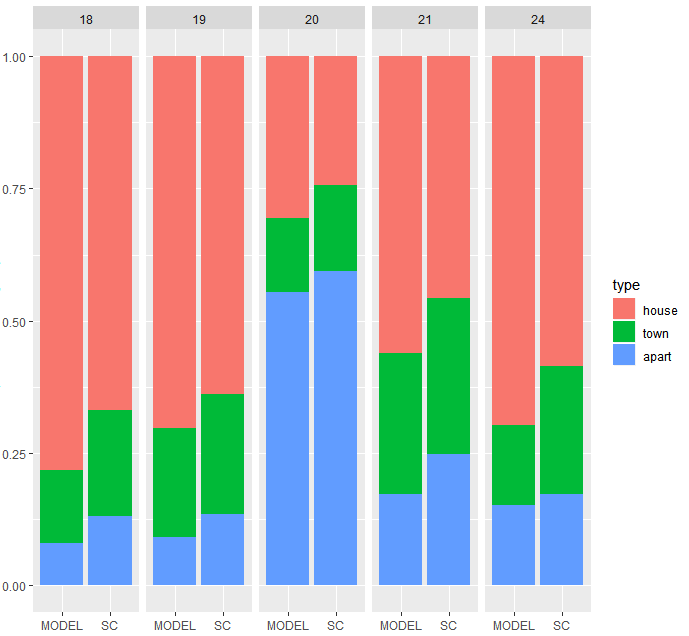 18 19 20 21 24
1.00
0.75
0.50
0.25
0.00
MODEL SC MODEL SC MODEL SC MODEL SC MODEL SC
type
house
town
apart